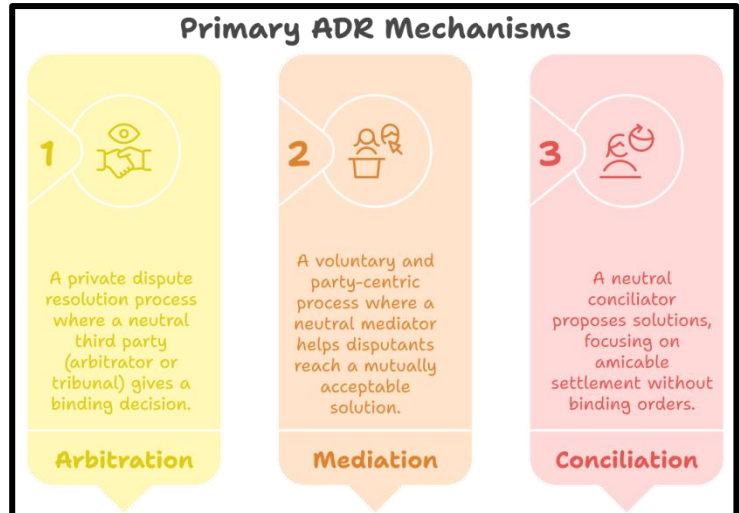 Primary ADR Mechanisms
1
A private dispute
resolution process
where a neutral
third party
(arbitrator or
tribunal) gives a
binding decision.
Arbitration
2
A voluntary and
party-centric
process where a
neutral mediator
helps disputants
reach a mutually
acceptable
solution.
Mediation
3
A neutral
conciliator
proposes solutions,
focusing on
amicable
settlement without
binding orders.
Conciliation